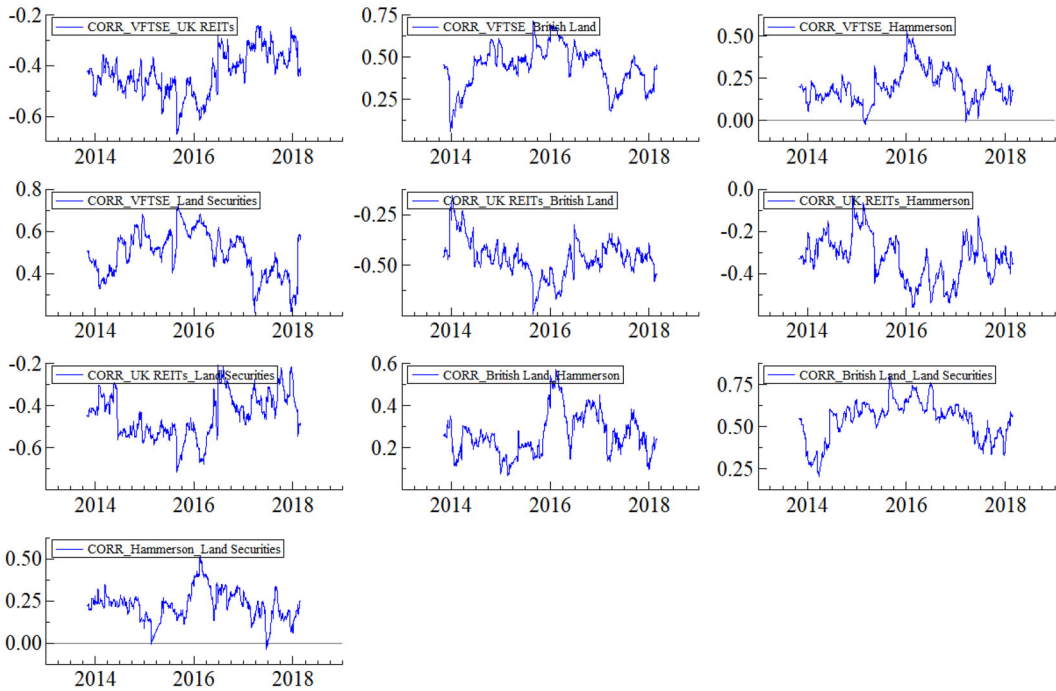 CORR_VFTSE_UK REITs
-0.2
-0.4
-0.6
2014 2016 2018
CORR_VFTSE_British Land
0.75
0.50
0.25
2014 2016 2018
CORR_VFTSE_Hammerson
0.50
0.25
0.00
2014 2016 2018
CORR_VFTSE_Land Securities
0.8
0.6
0.4
2014 2016 2018
CORR_UK REITs_British Land
-0.25
-0.50
2014 2016 2018
CORR_UK REITs_Hammerson
0.0
-0.2
-0.4
2014 2016 2018
CORR_UK REITs_Land Securities
-0.2
-0.4
-0.6
2014 2016 2018
CORR_British Land_Hammerson
0.6
0.4
0.2
2014 2016 2018
CORR_British Land_Land Securities
0.75
0.50
0.25
2014 2016 2018
CORR_Hammerson_Land Securities
0.50
0.25
0.00
2014 2016 2018